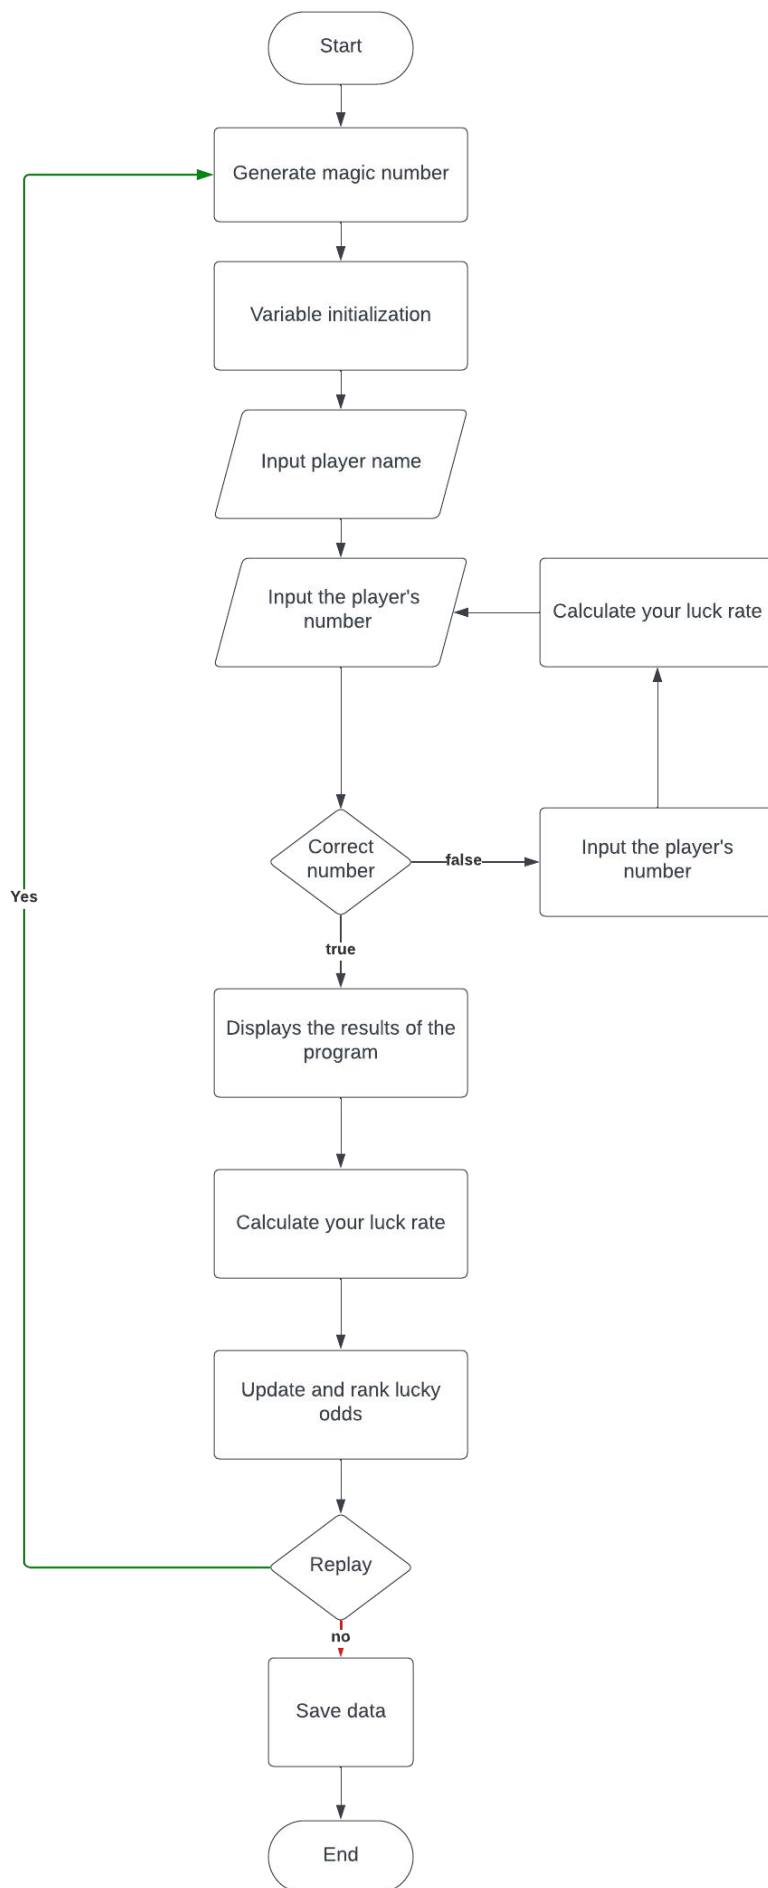 Start
Generate magic number
Variable initialization
Input player name
Input the player's
number
Calculate your luck rate
Correct
number
false
Input the player's
number
Yes
true
Displays the results of the
program
Calculate your luck rate
Update and rank lucky
odds
Replay
no
Save data
End